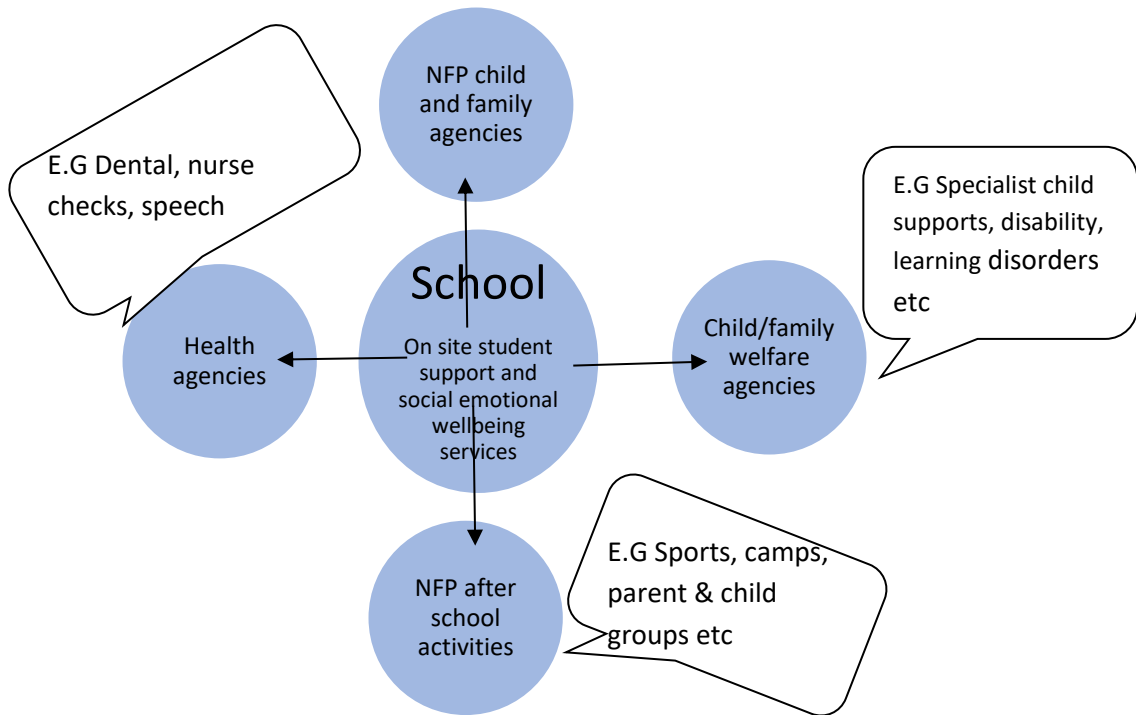 NFP child
and family
agencies
E.G Dental, nurse
checks, speech
E.G Specialist child
supports, disability,
learning disorders
etc
School
On site student
support and
social emotional
wellbeing
services
Health
agencies
Child/family
welfare
agencies
NFP after
school
activities
E.G Sports, camps,
parent & child
groups etc